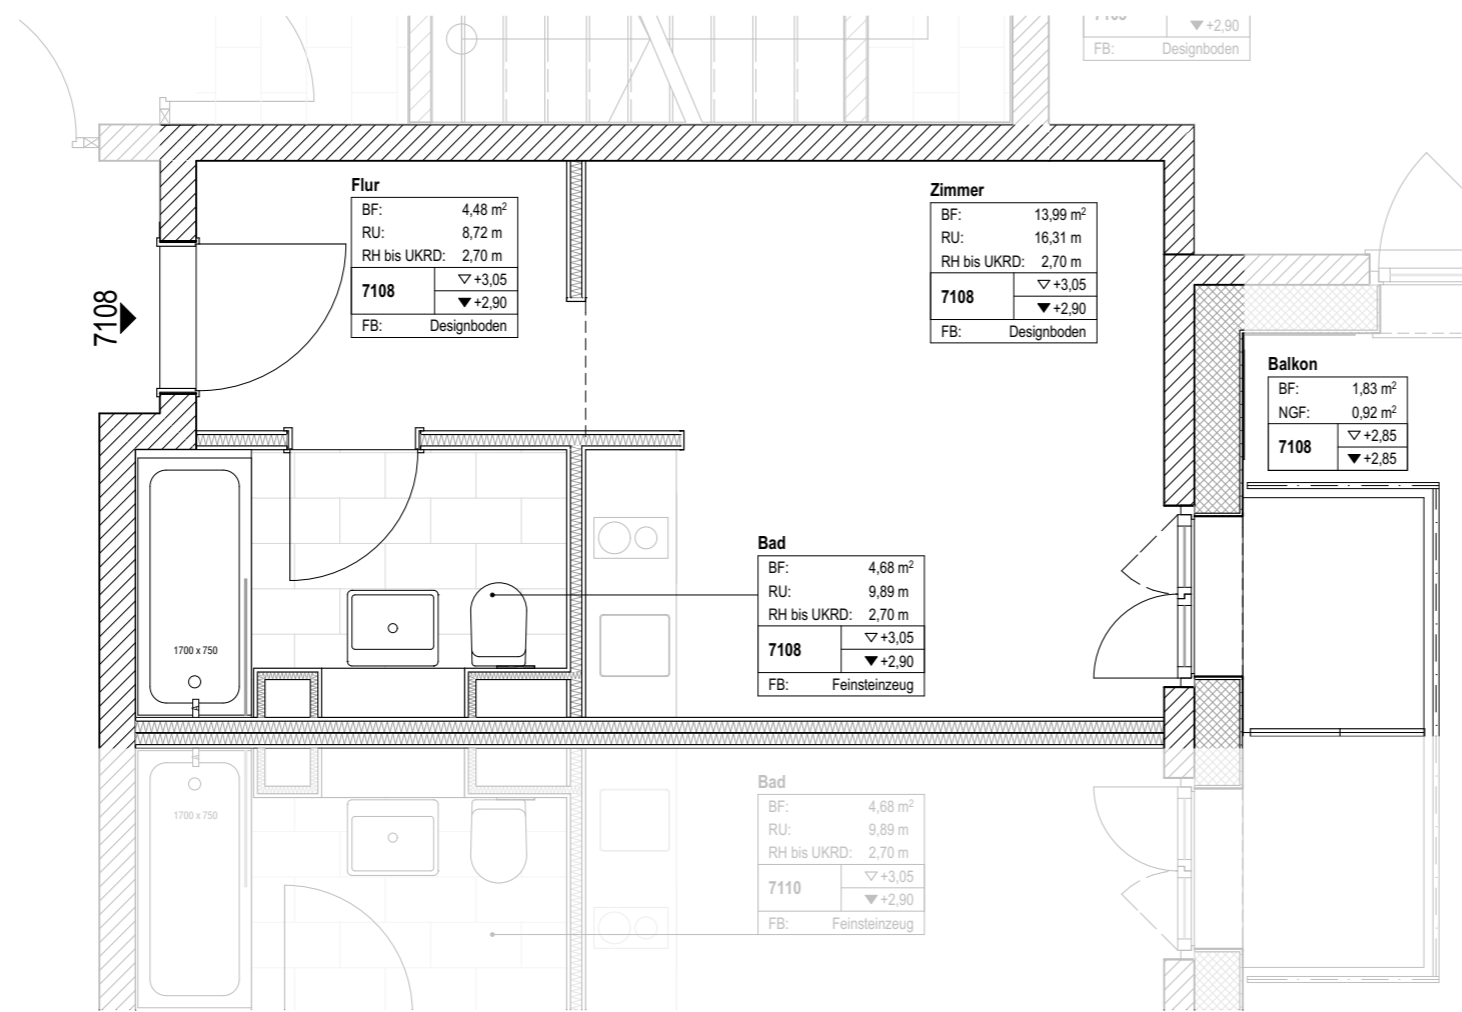 +2,90
FB: Designboden
Flur
BF: 4,48 m²
RU: 8,72 m
RH bis UKRD: 2,70 m
7108
▽ +3,05
▼ +2,90
FB: Designboden
Zimmer
BF: 13,99 m²
RU: 16,31 m
RH bis UKRD: 2,70 m
7108
▽ +3,05
▼ +2,90
FB: Designboden
7108
Balkon
BF: 1,83 m²
NGF: 0,92 m²
7108
▽ +2,85
▼ +2,85
Bad
BF: 4,68 m²
RU: 9,89 m
RH bis UKRD: 2,70 m
7108
▽ +3,05
▼ +2,90
FB: Feinsteinzeug
1700 x 750
Bad
BF: 4,68 m²
RU: 9,89 m
RH bis UKRD: 2,70 m
7110
▽ +3,05
▼ +2,90
FB: Feinsteinzeug
1700 x 750